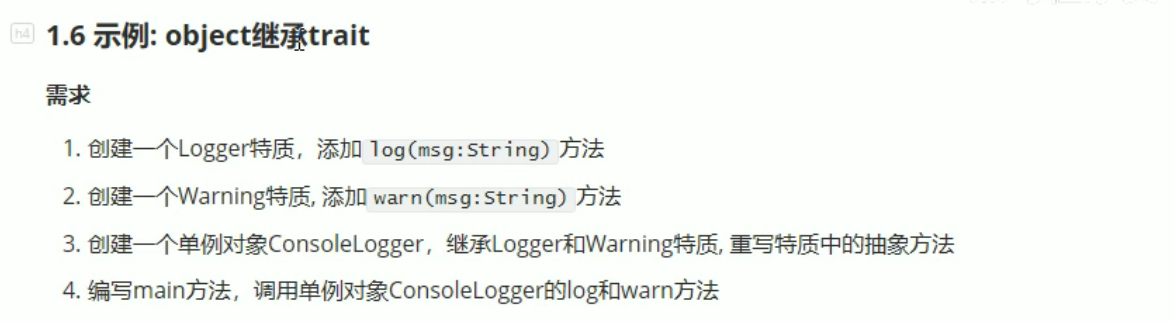 h4
1.6 示例: object继承trait
需求
1. 创建一个Logger特质，添加 log(msg:String) 方法
2. 创建一个Warning特质, 添加 warn(msg:String) 方法
3. 创建一个单例对象ConsoleLogger，继承Logger和Warning特质, 重写特质中的抽象方法
4. 编写main方法，调用单例对象ConsoleLogger的log和warn方法